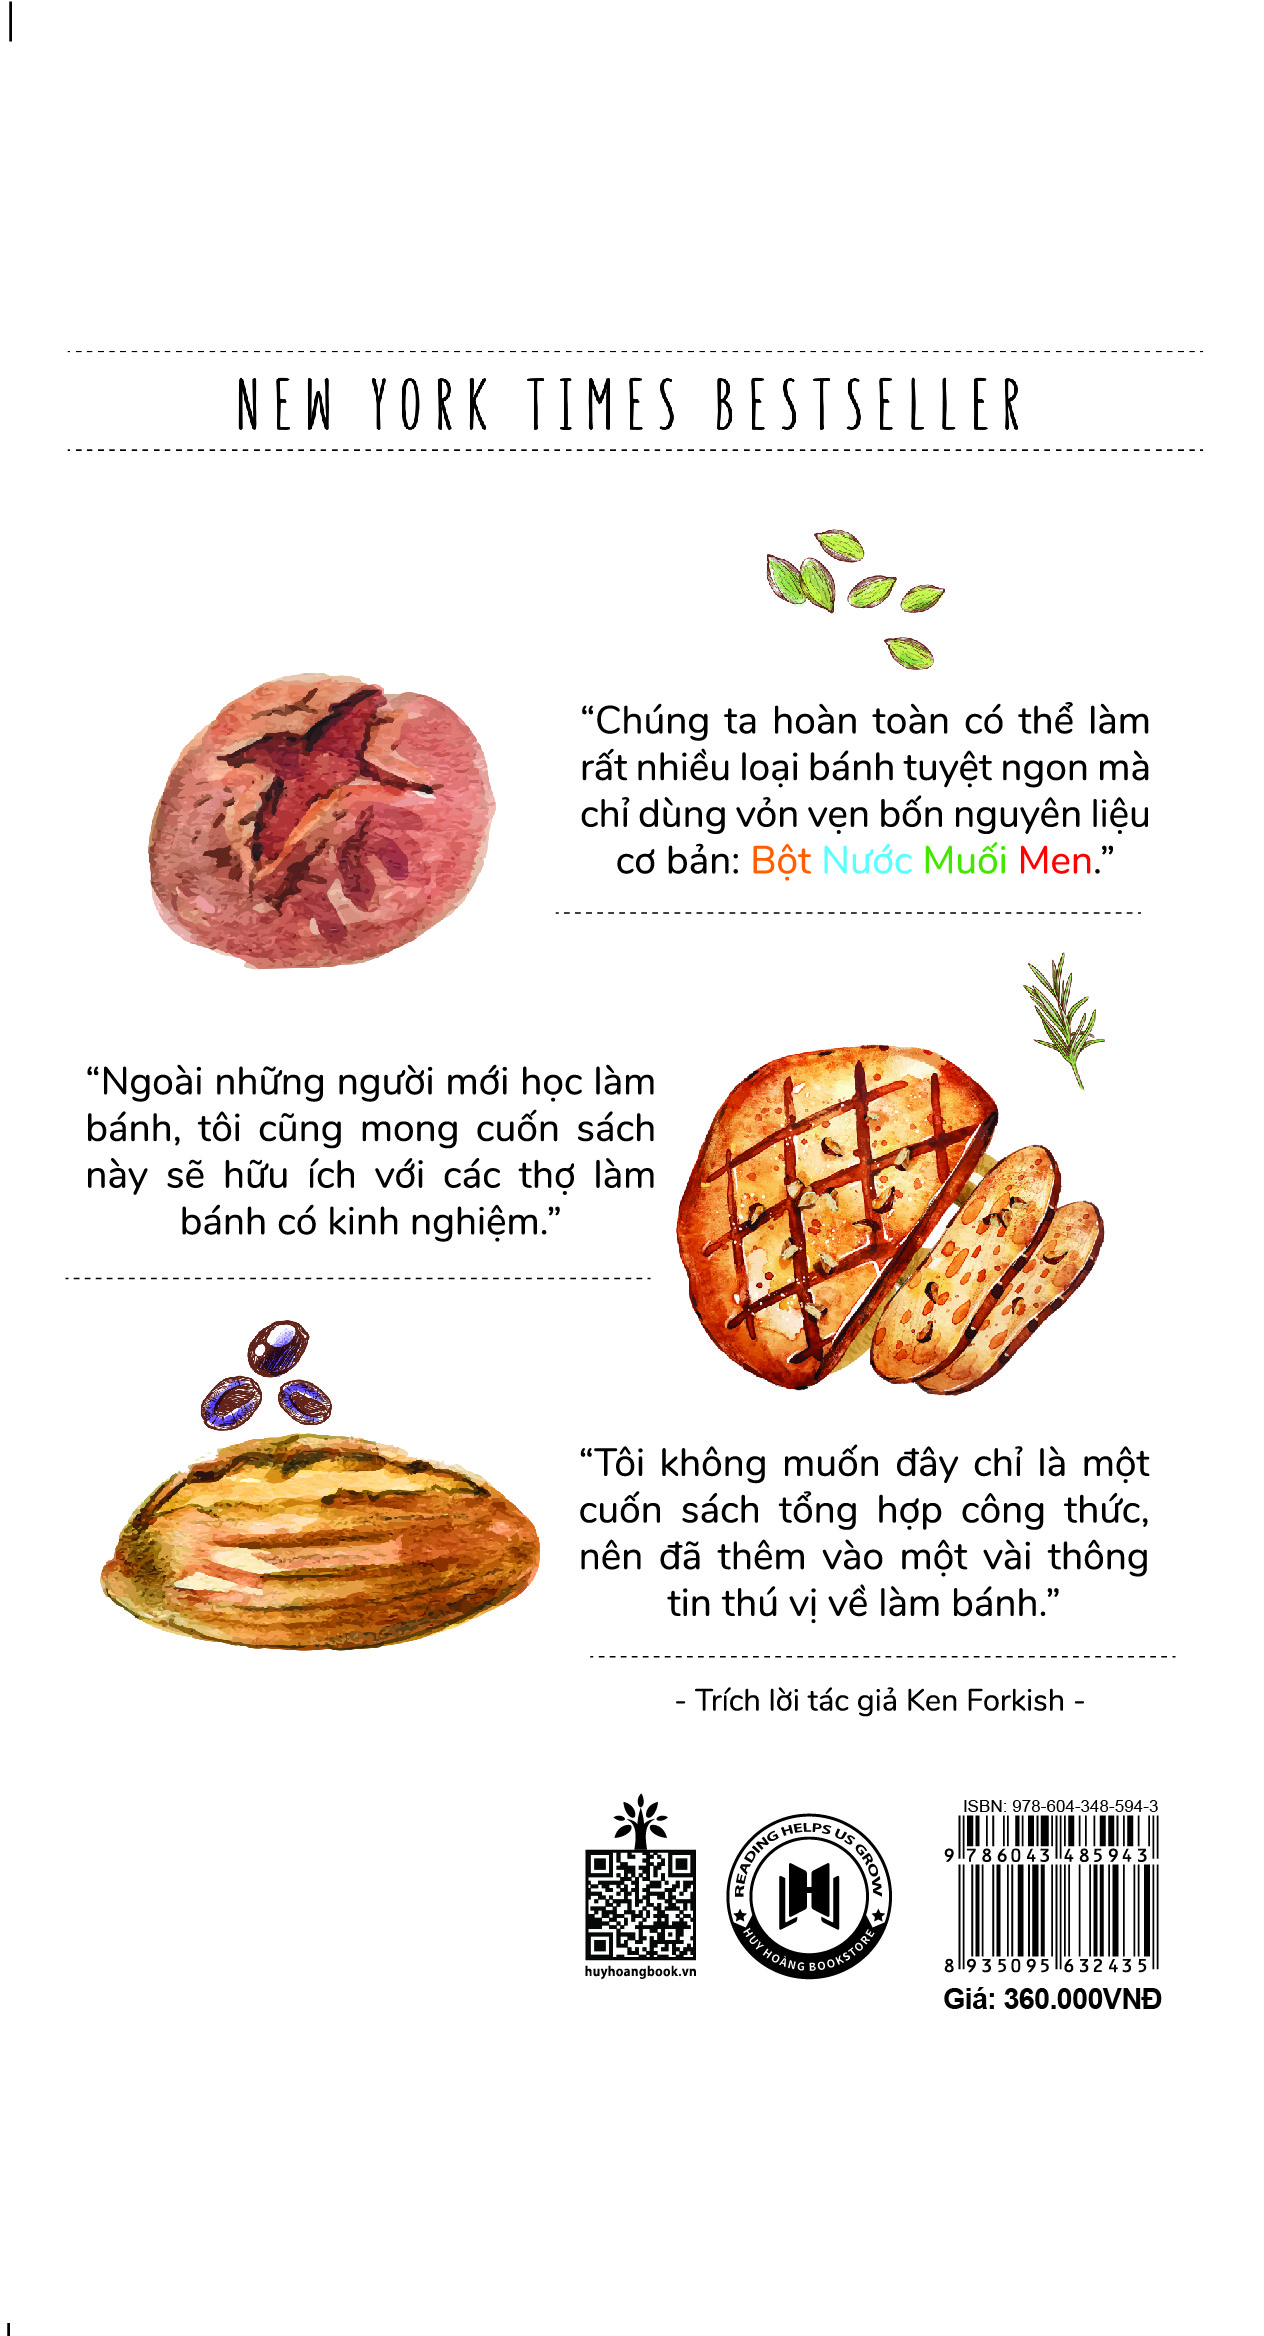 NEW YORK TIMES BESTSELLER
“Chúng ta hoàn toàn có thể làm
rất nhiều loại bánh tuyệt ngon mà
chỉ dùng vỏn vẹn bốn nguyên liệu
cơ bản: Bột Nước Muối Men.”
“Ngoài những người mới học làm
bánh, tôi cũng mong cuốn sách
này sẽ hữu ích với các thợ làm
bánh có kinh nghiệm.”
“Tôi không muốn đây chỉ là một
cuốn sách tổng hợp công thức,
nên đã thêm vào một vài thông
tin thú vị về làm bánh.”
- Trích lời tác giả Ken Forkish -
huyhoangbook.vn
READING HELPS US GROW
HUY HOÀNG BOOKSTORE
ISBN: 978-604-348-594-3
9 786043 485943
8 935095 632435
Giá: 360.000VNĐ